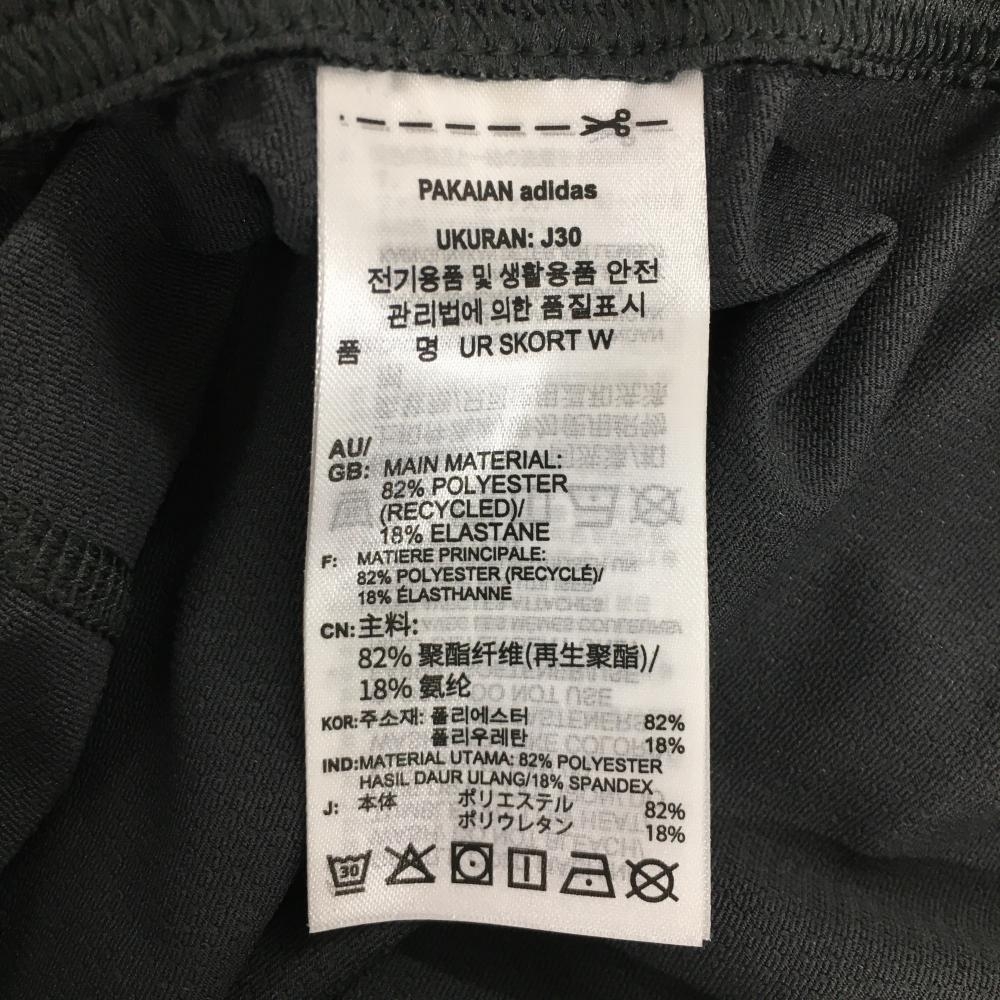 PAKAIAN adidas
UKURAN: J30
전기용품 및 생활용품 안전
관리법에 의한 품질표시
품 명 UR SKORT W
AU/
GB: MAIN MATERIAL:
82% POLYESTER
(RECYCLED)/
18% ELASTANE
F: MATIERE PRINCIPALE:
82% POLYESTER (RECYCLÉ)/
18% ÉLASTHANNE
CN: 主料:
82% 聚酯纤维(再生聚酯)/
18% 氨纶
KOR: 주소재: 폴리에스터 82%
폴리우레탄 18%
IND: MATERIAL UTAMA: 82% POLYESTER
HASIL DAUR ULANG/18% SPANDEX
J: 本体 ポリエステル 82%
ポリウレタン 18%
30